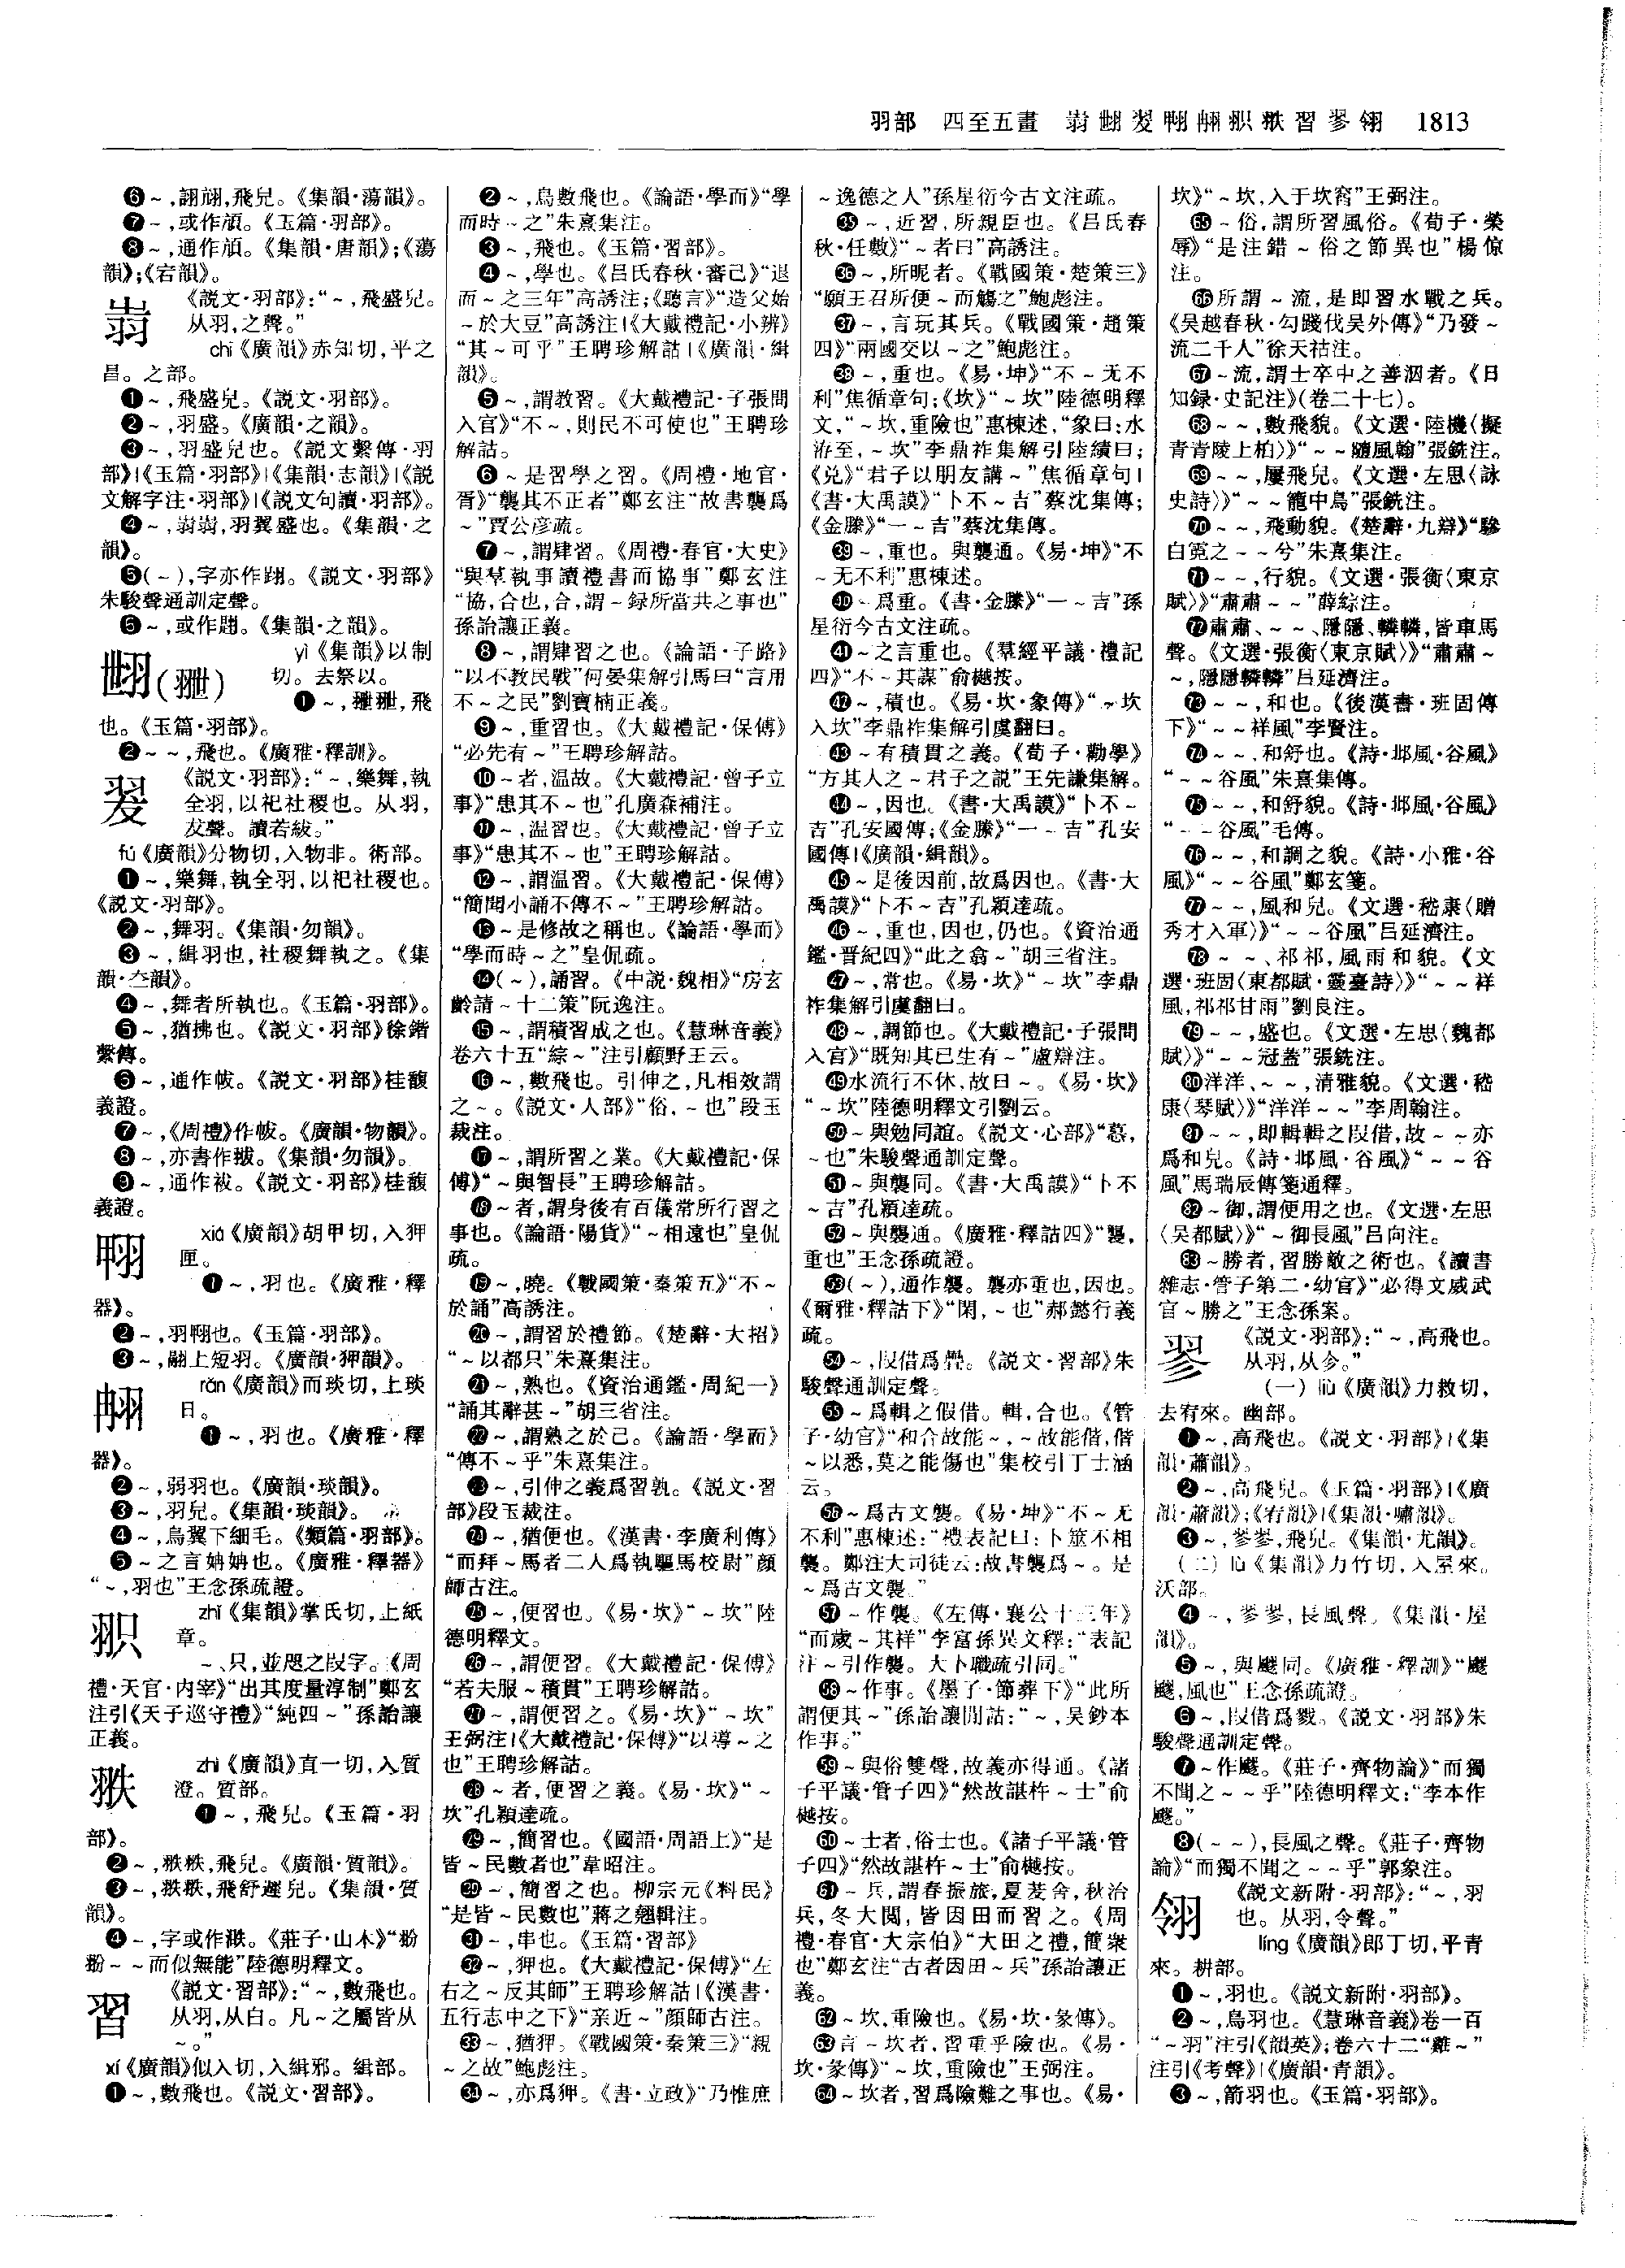 羽部　四至五畫　翄䎁翇翈䎃䎺翐習翏翎　1813
❻～,翃翃,飛皃。《集韻·蕩韻》。
❼～,或作頏。《玉篇·羽部》。
❽～,通作頏。《集韻·唐韻》;《蕩
韻》;《宕韻》。
《説文·羽部》:“～,飛盛皃。
从羽,之聲。”
chī《廣韻》赤知切,平之
昌。之部。
❶～,飛盛皃。《説文·羽部》。
❷～,羽盛。《廣韻·之韻》。
❸～,羽盛皃也。《説文繫傳·羽
部》|《玉篇·羽部》|《集韻·志韻》|《説
文解字注·羽部》|《説文句讀·羽部》。
❹～,羽翼盛也。《集韻·之
韻》。
❺(～),字亦作翃。《説文·羽部》
朱駿聲通訓定聲。
❻～,或作。《集韻·之韻》。
yì《集韻》以制
切。去祭以。
❶～,飛
也。《玉篇·羽部》。
❷～～,飛也。《廣雅·釋訓》。
翇
《説文·羽部》:“～,樂舞,執
全羽,以祀社稷也。从羽,
犮聲。讀若紱。”
fú《廣韻》分物切,入物非。術部。
❶～,樂舞,執全羽,以祀社稷也。
《説文·羽部》。
❷～,舞羽。《集韻·勿韻》。
❸～,緝羽也,社稷舞執之。《集
韻·夳韻》。
❹～,舞者所執也。《玉篇·羽部》。
❺～,猶拂也。《説文·羽部》徐鍇
繫傳。
❻～,通作帗。《説文·羽部》桂馥
義證。
❼～,《周禮》作帗。《廣韻·物韻》。
❽～,亦書作翍。《集韻·勿韻》。
❾～,通作祓。《説文·羽部》桂馥
義證。
翈
xiá《廣韻》胡甲切,入狎
匣。
❶～,羽也。《廣雅·釋
器》。
❷～,羽翈也。《玉篇·羽部》。
❸～,翮上短羽。《廣韻·狎韻》。
rǎn《廣韻》而琰切,上琰
日。
❶～,羽也。《廣雅·釋
器》。
❷～,弱羽也。《廣韻·琰韻》。
❸～,羽皃。《集韻·琰韻》。
❹～,鳥翼下細毛。《類篇·羽部》。
❺～之言姌姌也。《廣雅·釋器》
“～,羽也”王念孫疏證。
zhǐ《集韻》掌氏切,上紙
章。
～、只,並咫之叚字。《周
禮·天官·内宰》“出其度量淳制”鄭玄
注引《天子巡守禮》“純四～”孫詒讓
正義。
翐
zhì《廣韻》直一切,入質
澄。質部。
❶～,飛皃。《玉篇·羽
部》。
❷～,翐翐,飛皃。《廣韻·質韻》。
❸～,翐翐,飛舒遲皃。《集韻·質
韻》。
❹～,字或作。《莊子·山木》“翂
翂～～而似無能”陸德明釋文。
習
《説文·習部》:“～,數飛也。
从羽,从白。凡～之屬皆从
～。”
xí《廣韻》似入切,入緝邪。緝部。
❶～,數飛也。《説文·習部》。
❷～,鳥數飛也。《論語·學而》“學
而時～之”朱熹集注。
❸～,飛也。《玉篇·習部》。
❹～,學也。《吕氏春秋·審己》“退
而～之三年”高誘注;《聽言》“造父始
～於大豆”高誘注|《大戴禮記·小辨》
“其～可乎”王聘珍解詁|《廣韻·緝
韻》。
❺～,謂教習。《大戴禮記·子張問
入官》“不～,則民不可使也”王聘珍
解詁。
❻～是習學之習。《周禮·地官·
胥》“襲其不正者”鄭玄注“故書襲爲
～”賈公彦疏。
❼～,謂肄習。《周禮·春官·大史》
“與羣執事讀禮書而協事”鄭玄注
“協,合也,合,謂～録所當共之事也”
孫詒讓正義。
❽～,謂肄習之也。《論語·子路》
“以不教民戰”何晏集解引馬曰“言用
不～之民”劉寶楠正義。
❾～,重習也。《大戴禮記·保傅》
“必先有～”王聘珍解詁。
❿～者,温故。《大戴禮記·曾子立
事》“患其不～也”孔廣森補注。
⓫～,温習也。《大戴禮記·曾子立
事》“患其不～也”王聘珍解詁。
⓬～,謂温習。《大戴禮記·保傅》
“簡聞小誦不傳不～”王聘珍解詁。
⓭～是修故之稱也。《論語·學而》
“學而時～之”皇侃疏。
⓮(～),誦習。《中説·魏相》“房玄
齡請～十二策”阮逸注。
⓯～,謂積習成之也。《慧琳音義》
卷六十五“綜～”注引顧野王云。
⓰～,數飛也。引伸之,凡相效謂
之～。《説文·人部》“俗,～也”段玉
裁注。
⓱～,謂所習之業。《大戴禮記·保
傅》“～與智長”王聘珍解詁。
⓲～者,謂身後有百儀常所行習之
事也。《論語·陽貨》“～相遠也”皇侃
疏。
⓳～,曉。《戰國策·秦策五》“不～
於誦”高誘注。
⓴～,謂習於禮節。《楚辭·大招》
“～以都只”朱熹集注。
㉑～,熟也。《資治通鑑·周紀一》
“誦其辭甚～”胡三省注。
㉒～,謂熟之於己。《論語·學而》
“傳不～乎”朱熹集注。
㉓～,引伸之義爲習孰。《説文·習
部》段玉裁注。
㉔～,猶便也。《漢書·李廣利傳》
“而拜～馬者二人爲執驅馬校尉”顔
師古注。
㉕～,便習也。《易·坎》“～坎”陸
德明釋文。
㉖～,謂便習。《大戴禮記·保傅》
“若夫服～積貫”王聘珍解詁。
㉗～,謂便習之。《易·坎》“～坎”
王弼注|《大戴禮記·保傅》“以導～之
也”王聘珍解詁。
㉘～者,便習之義。《易·坎》“～
坎”孔穎達疏。
㉙～,簡習也。《國語·周語上》“是
皆～民數者也”韋昭注。
㉚～,簡習之也。柳宗元《料民》
“是皆～民數也”蔣之翹輯注。
㉛～,串也。《玉篇·習部》
㉜～,狎也。《大戴禮記·保傅》“左
右之～反其師”王聘珍解詁|《漢書·
五行志中之下》“亲近～”顔師古注。
㉝～,猶狎。《戰國策·秦策三》“親
～之故”鮑彪注。
㉞～,亦爲狎。《書·立政》“乃惟庶
～逸德之人”孫星衍今古文注疏。
㉟～,近習,所親臣也。《吕氏春
秋·任數》“～者曰”高誘注。
㊱～,所昵者。《戰國策·楚策三》
“願王召所便～而觴之”鮑彪注。
㊲～,言玩其兵。《戰國策·趙策
四》“兩國交以～之”鮑彪注。
㊳～,重也。《易·坤》“不～无不
利”焦循章句;《坎》“～坎”陸德明釋
文,“～坎,重險也”惠棟述,“象曰:水
洊至,～坎”李鼎祚集解引陸績曰;
《兑》“君子以朋友講～”焦循章句|
《書·大禹謨》“卜不～吉”蔡沈集傳;
《金縢》“一～吉”蔡沈集傳。
㊴～,重也。與襲通。《易·坤》“不
～无不利”惠棟述。
㊵～爲重。《書·金縢》“一～吉”孫
星衍今古文注疏。
㊶～之言重也。《羣經平議·禮記
四》“不～其謀”俞樾按。
㊷～,積也。《易·坎·象傳》“～坎
入坎”李鼎祚集解引虞翻曰。
㊸～有積貫之義。《荀子·勸學》
“方其人之～君子之説”王先謙集解。
㊹～,因也。《書·大禹謨》“卜不～
吉”孔安國傳;《金縢》“一～吉”孔安
國傳|《廣韻·緝韻》。
㊺～是後因前,故爲因也。《書·大
禹謨》“卜不～吉”孔穎達疏。
㊻～,重也,因也,仍也。《資治通
鑑·晋紀四》“此之翕～”胡三省注。
㊼～,常也。《易·坎》“～坎”李鼎
祚集解引虞翻曰。
㊽～,調節也。《大戴禮記·子張問
入官》“既知其已生有～”盧辯注。
㊾水流行不休,故曰～。《易·坎》
“～坎”陸德明釋文引劉云。
㊿～與勉同誼。《説文·心部》“慔,
～也”朱駿聲通訓定聲。
51～與襲同。《書·大禹謨》“卜不
～吉”孔穎達疏。
52～與襲通。《廣雅·釋詁四》“襲,
重也”王念孫疏證。
53(～),通作襲。襲亦重也,因也。
《爾雅·釋詁下》“閑,～也”郝懿行義
疏。
54～,叚借爲疊。《説文·習部》朱
駿聲通訓定聲。
55～爲輯之假借。輯,合也。《管
子·幼官》“和合故能～,～故能偕,偕
～以悉,莫之能傷也”集校引丁士涵
云。
56～爲古文襲。《易·坤》“不～无
不利”惠棟述:“禮表記曰:卜筮不相
襲。鄭注大司徒云:故書襲爲～。是
～爲古文襲。”
57～作襲。《左傳·襄公十三年》
“而歲～其祥”李富孫異文釋:“表記
注～引作襲。大卜職疏引同。”
58～作事。《墨子·節葬下》“此所
謂便其～”孫詒讓閒詁:“～,吴鈔本
作事。”
59～與俗雙聲,故義亦得通。《諸
子平議·管子四》“然故諶杵～士”俞
樾按。
60～士者,俗士也。《諸子平議·管
子四》“然故諶杵～士”俞樾按。
61～兵,謂春振旅,夏茇舍,秋治
兵,冬大閲,皆因田而習之。《周
禮·春官·大宗伯》“大田之禮,簡衆
也”鄭玄注“古者因田～兵”孫詒讓正
義。
62～坎,重險也。《易·坎·彖傳》。
63言～坎者,習重乎險也。《易·
坎·彖傳》“～坎,重險也”王弼注。
64～坎者,習爲險難之事也。《易·
坎》“～坎,入于坎窞”王弼注。
65～俗,謂所習風俗。《荀子·榮
辱》“是注錯～俗之節異也”楊倞
注。
66所謂～流,是即習水戰之兵。
《吴越春秋·勾踐伐吴外傳》“乃發～
流二千人”徐天祜注。
67～流,謂士卒中之善泅者。《日
知録·史記注》(卷二十七)。
68～～,數飛貌。《文選·陸機〈擬
青青陵上柏〉》“～～隨風翰”張銑注。
69～～,屢飛皃。《文選·左思〈詠
史詩〉》“～～籠中鳥”張銑注。
70～～,飛動貌。《楚辭·九辯》“驂
白霓之～～兮”朱熹集注。
71～～,行貌。《文選·張衡〈東京
賦〉》“肅肅～～”薛綜注。
72肅肅、～～、隱隱、轔轔,皆車馬
聲。《文選·張衡〈東京賦〉》“肅肅～
～,隱隱轔轔”吕延濟注。
73～～,和也。《後漢書·班固傳
下》“～～祥風”李賢注。
74～～,和舒也。《詩·邶風·谷風》
“～～谷風”朱熹集傳。
75～～,和舒貌。《詩·邶風·谷風》
“～～谷風”毛傳。
76～～,和調之貌。《詩·小雅·谷
風》“～～谷風”鄭玄箋。
77～～,風和皃。《文選·嵇康〈贈
秀才入軍〉》“～～谷風”吕延濟注。
78～～、祁祁,風雨和貌。《文
選·班固〈東都賦·靈臺詩〉》“～～祥
風,祁祁甘雨”劉良注。
79～～,盛也。《文選·左思〈魏都
賦〉》“～～冠蓋”張銑注。
80洋洋、～～,清雅貌。《文選·嵇
康〈琴賦〉》“洋洋～～”李周翰注。
81～～,即輯輯之叚借,故～～亦
爲和皃。《詩·邶風·谷風》“～～谷
風”馬瑞辰傳箋通釋。
82～御,謂便用之也。《文選·左思
〈吴都賦〉》“～御長風”吕向注。
83～勝者,習勝敵之術也。《讀書
雜志·管子第二·幼官》“必得文威武
官～勝之”王念孫案。
翏
《説文·羽部》:“～,高飛也。
从羽,从㐱。”
(一) liù《廣韻》力救切,
去宥來。幽部。
❶～,高飛也。《説文·羽部》|《集
韻·蕭韻》。
❷～,高飛皃。《玉篇·羽部》|《廣
韻·蕭韻》;《宥韻》|《集韻·嘯韻》。
❸～,翏翏,飛皃。《集韻·尤韻》。
(二) lù《集韻》力竹切,入屋來。
沃部。
❹～,翏翏,長風聲。《集韻·屋
韻》。
❺～,與飂同。《廣雅·釋訓》“飂
飂,風也”王念孫疏證。
❻～,叚借爲戮。《説文·羽部》朱
駿聲通訓定聲。
❼～作飂。《莊子·齊物論》“而獨
不聞之～～乎”陸德明釋文:“李本作
飂。”
❽(～～),長風之聲。《莊子·齊物
論》“而獨不聞之～～乎”郭象注。
翎
《説文新附·羽部》:“～,羽
也。从羽,令聲。”
líng《廣韻》郎丁切,平青
來。耕部。
❶～,羽也。《説文新附·羽部》。
❷～,鳥羽也。《慧琳音義》卷一百
“～羽”注引《韻英》;卷六十二“雞～”
注引《考聲》|《廣韻·青韻》。
❸～,箭羽也。《玉篇·羽部》。